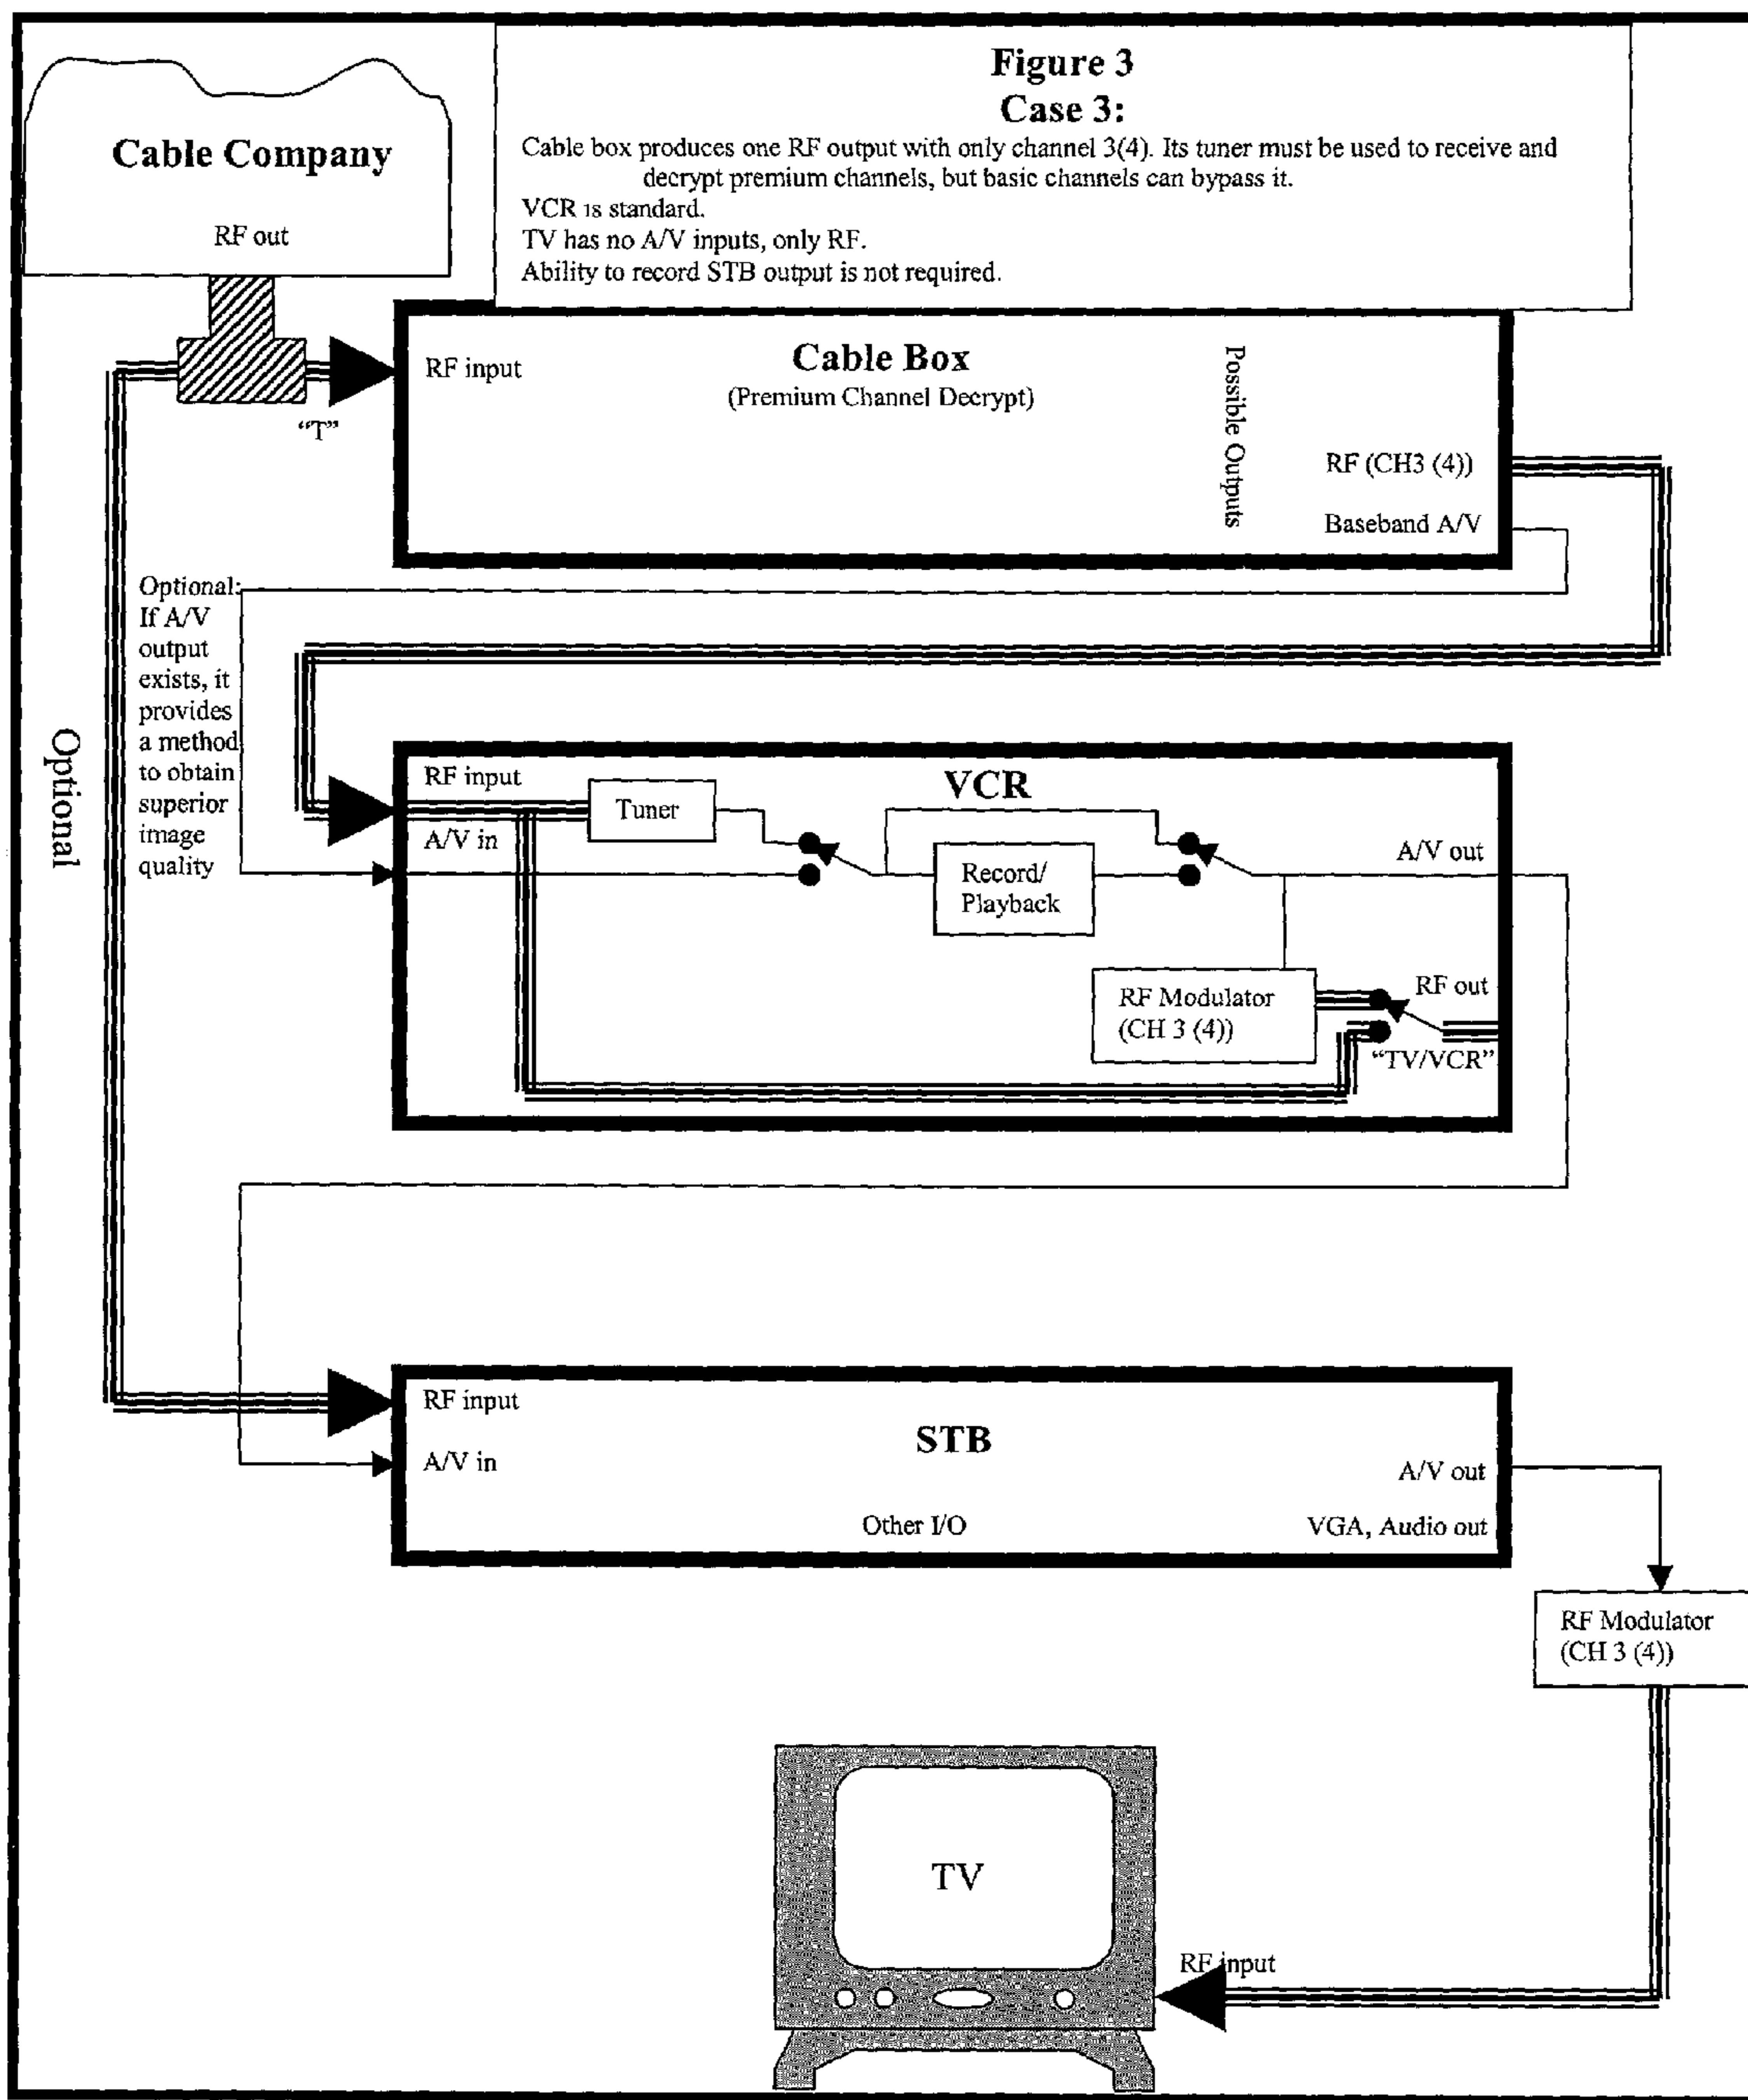 Figure 3
Case 3:
Cable box produces one RF output with only channel 3(4). Its tuner must be used to receive and
decrypt premium channels, but basic channels can bypass it.
VCR is standard.
TV has no A/V inputs, only RF.
Ability to record STB output is not required.
Cable Company
RF out
“T”
RF input
Cable Box
(Premium Channel Decrypt)
Possible Outputs
RF (CH3 (4))
Baseband A/V
Optional
Optional:
If A/V
output
exists, it
provides
a method
to obtain
superior
image
quality
RF input
A/V in
Tuner
VCR
Record/
Playback
A/V out
RF Modulator
(CH 3 (4))
RF out
“TV/VCR”
RF input
A/V in
STB
Other I/O
A/V out
VGA, Audio out
RF Modulator
(CH 3 (4))
TV
RF input